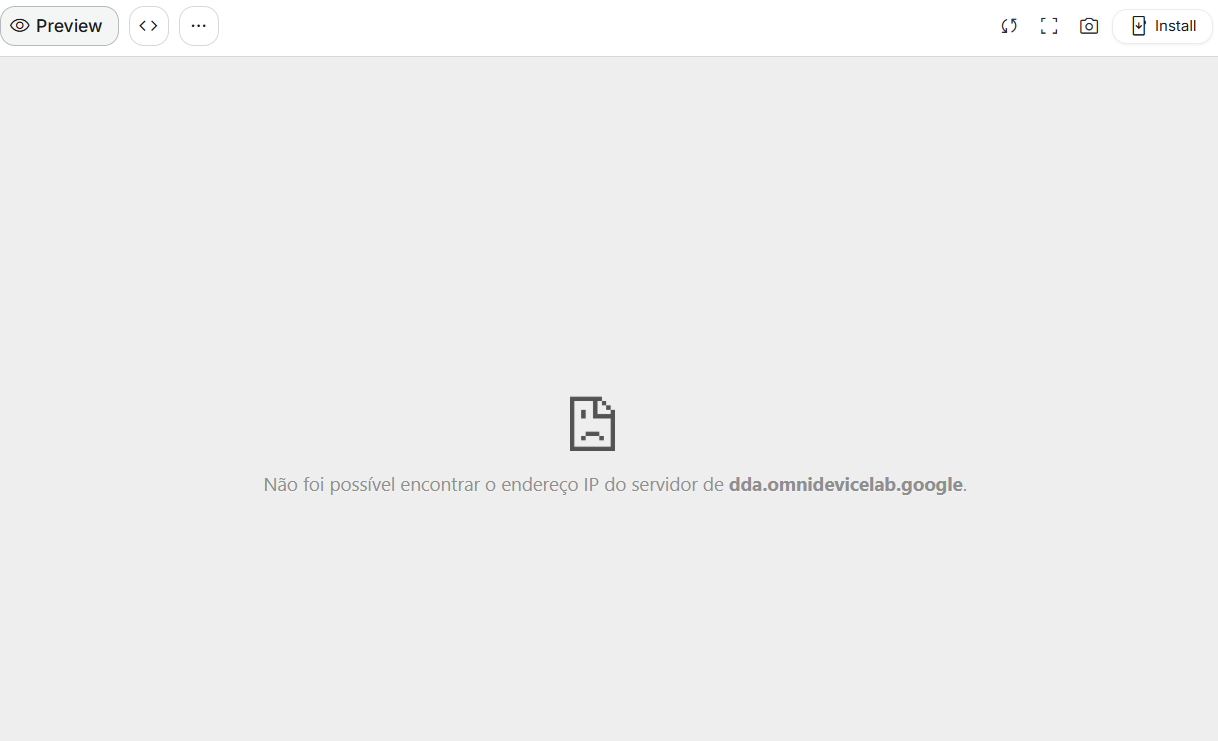 Preview
Install
Não foi possível encontrar o endereço IP do servidor de dda.omnidevicelab.google.